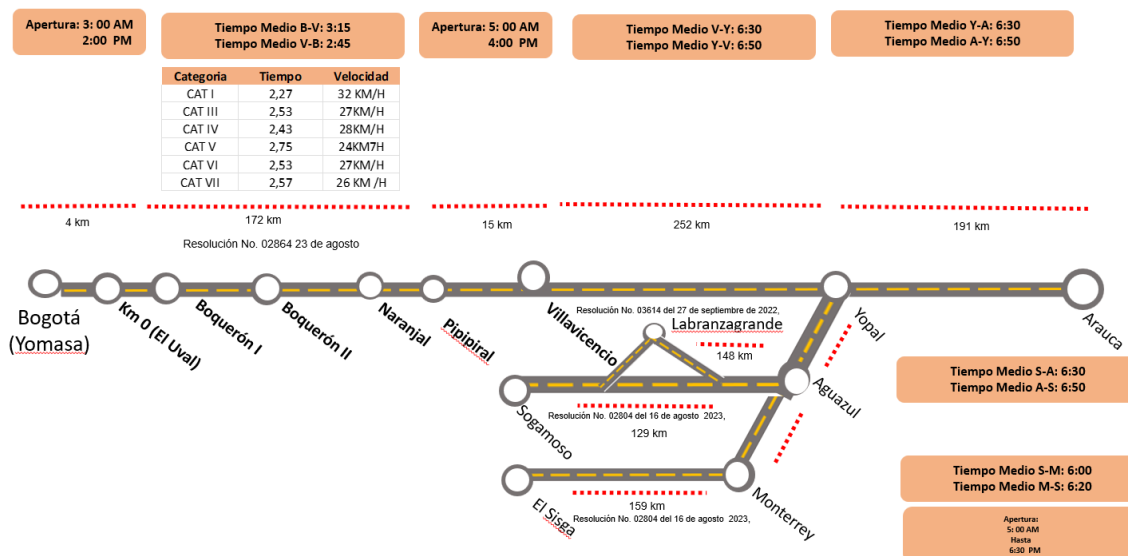 Apertura: 3: 00 AM
2:00 PM
Tiempo Medio B-V: 3:15
Tiempo Medio V-B: 2:45
Apertura: 5: 00 AM
4:00 PM
Tiempo Medio V-Y: 6:30
Tiempo Medio Y-V: 6:50
Tiempo Medio Y-A: 6:30
Tiempo Medio A-Y: 6:50
Categoria Tiempo Velocidad
CAT I 2,27 32 KM/H
CAT III 2,53 27KM/H
CAT IV 2,43 28KM/H
CAT V 2,75 24KM7H
CAT VI 2,53 27KM/H
CAT VII 2,57 26 KM /H
4 km
172 km
15 km
252 km
191 km
Resolución No. 02864 23 de agosto
Bogotá
(Yomasa)
Km 0 (El Uval)
Boquerón I
Boquerón II
Naranjal
Pipipiral
Villavicencio
Yopal
Arauca
Resolución No. 03614 del 27 de septiembre de 2022,
Labranzagrande
148 km
Sogamoso
Aguazul
Resolución No. 02804 del 16 de agosto 2023,
129 km
Tiempo Medio S-A: 6:30
Tiempo Medio A-S: 6:50
El Sisga
Monterrey
159 km
Resolución No. 02804 del 16 de agosto 2023,
Tiempo Medio S-M: 6:00
Tiempo Medio M-S: 6:20
Apertura:
5: 00 AM
Hasta
6:30 PM